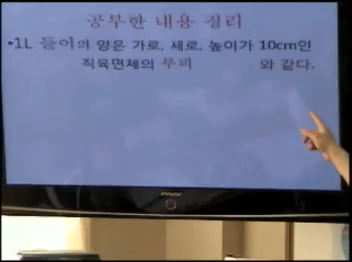 공부한 내용 정리
•1L 들이의 양은 가로, 세로, 높이가 10cm인
직육면체의 부피 와 같다.